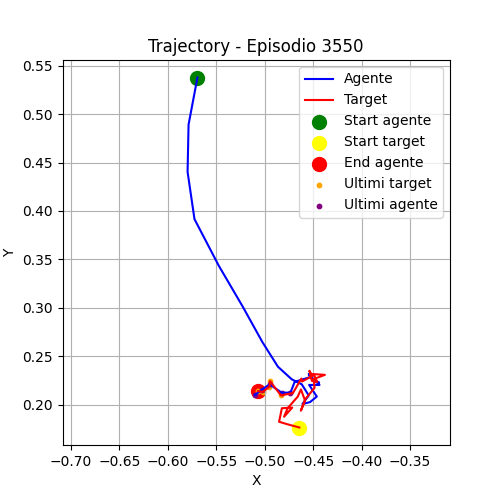 Trajectory - Episodio 3550
Agente
Target
Start agente
Start target
End agente
Ultimi target
Ultimi agente
Y
0.55
0.50
0.45
0.40
0.35
0.30
0.25
0.20
−0.70 −0.65 −0.60 −0.55 −0.50 −0.45 −0.40 −0.35
X